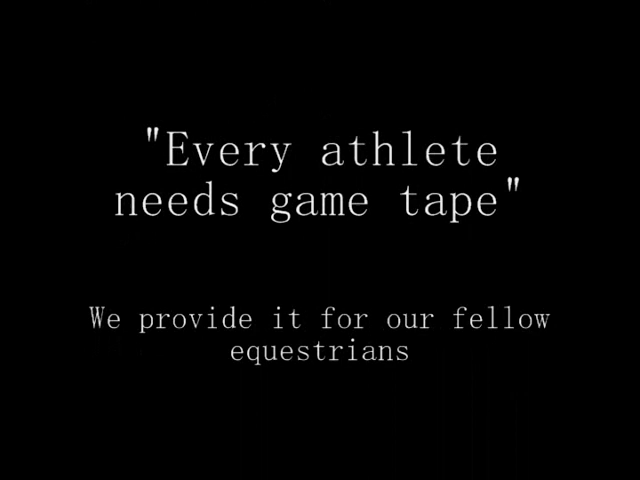 "Every athlete
needs game tape"
We provide it for our fellow
equestrians